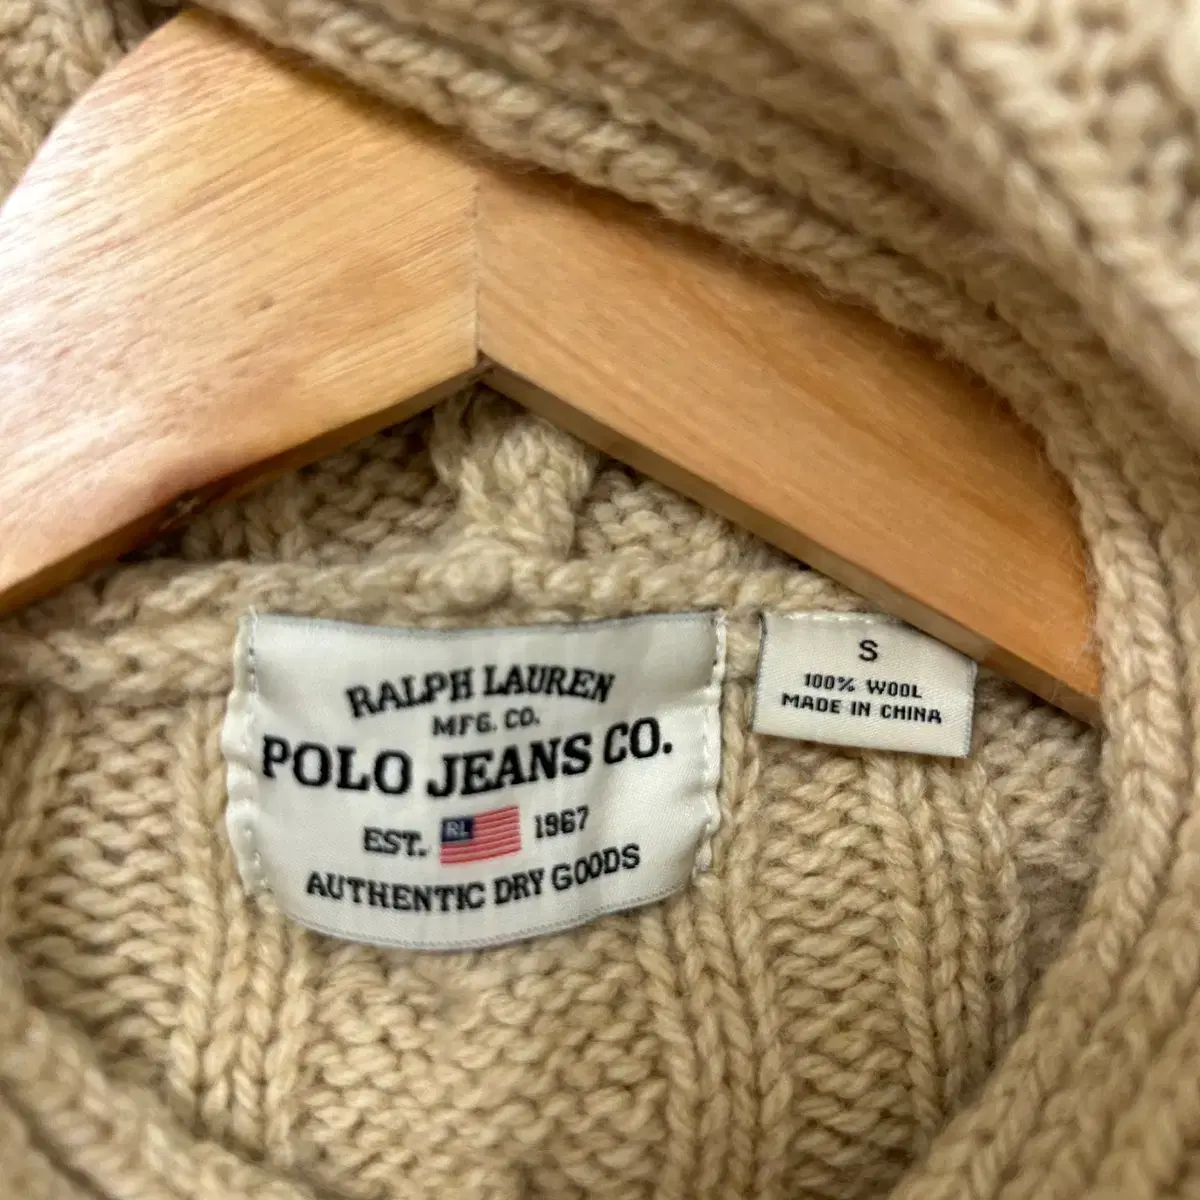 RALPH LAUREN
MFG. CO.
POLO JEANS CO.
EST. RL 1967
AUTHENTIC DRY GOODS
S
100% WOOL
MADE IN CHINA